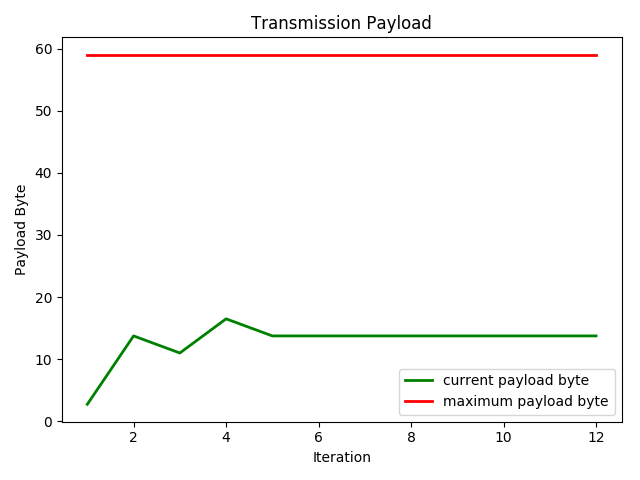 Transmission Payload
Payload Byte
60
50
40
30
20
10
0
2 4 6 8 10 12
Iteration
current payload byte
maximum payload byte